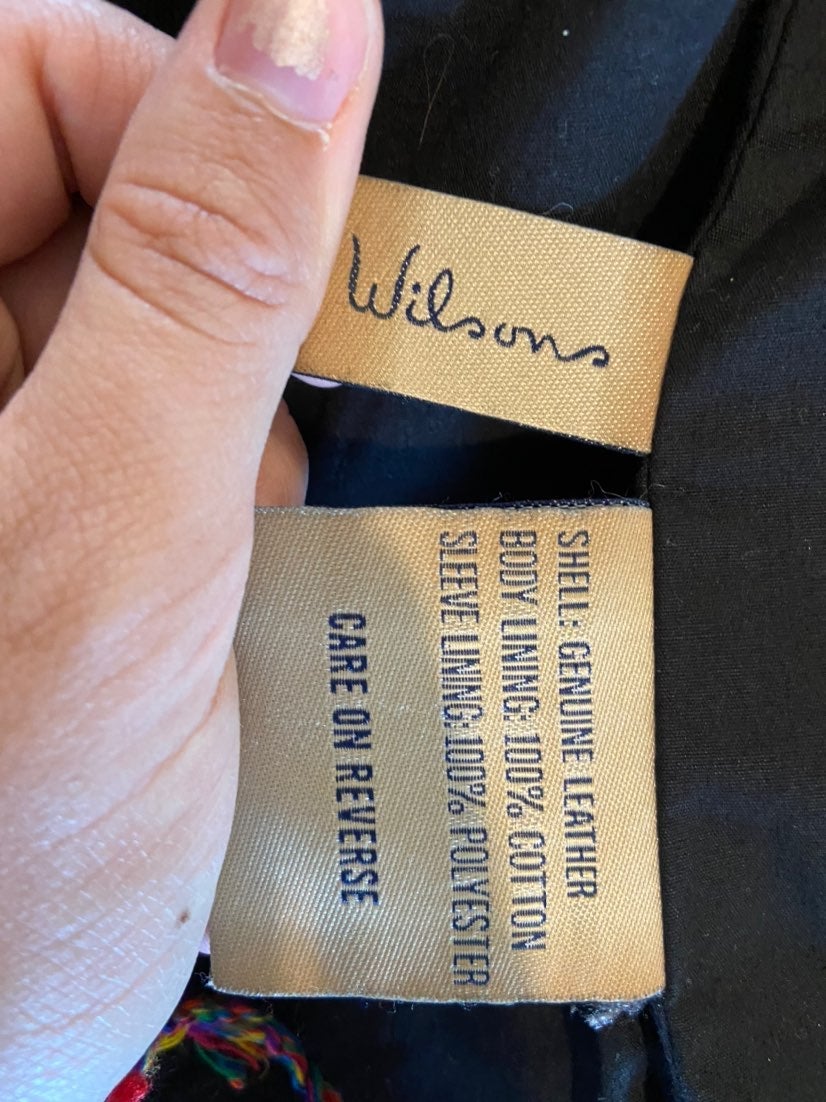 Wilsons
SHELL: GENUINE LEATHER
BODY LINING: 100% COTTON
SLEEVE LINING: 100% POLYESTER
CARE ON REVERSE